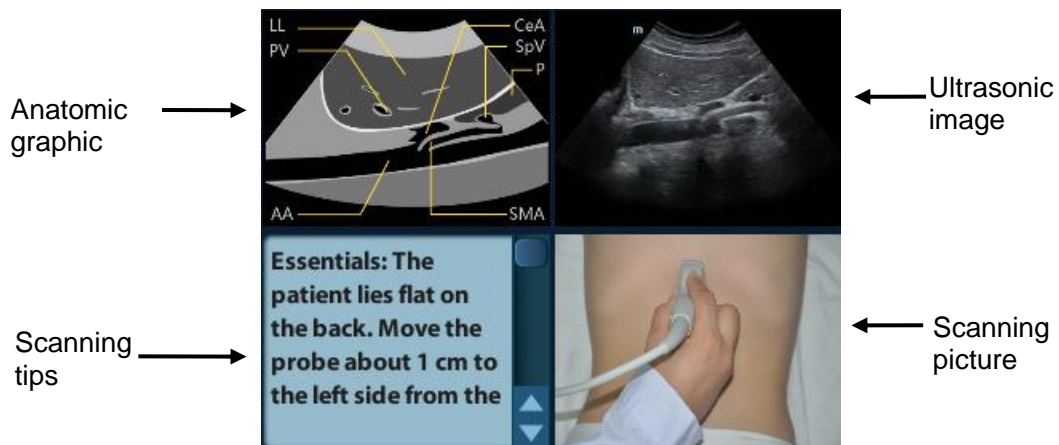 LL
CeA
PV
SpV
P
AA
SMA
m
Anatomic
graphic
Ultrasonic
image
Essentials: The
patient lies flat on
the back. Move the
probe about 1 cm to
the left side from the
Scanning
tips
Scanning
picture